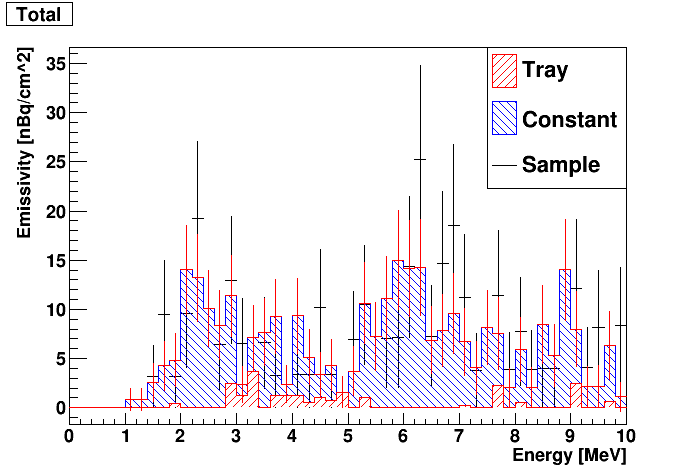 Total
Emissivity [nBq/cm^2]
35
30
25
20
15
10
5
0
Tray
Constant
Sample
0 1 2 3 4 5 6 7 8 9 10
Energy [MeV]